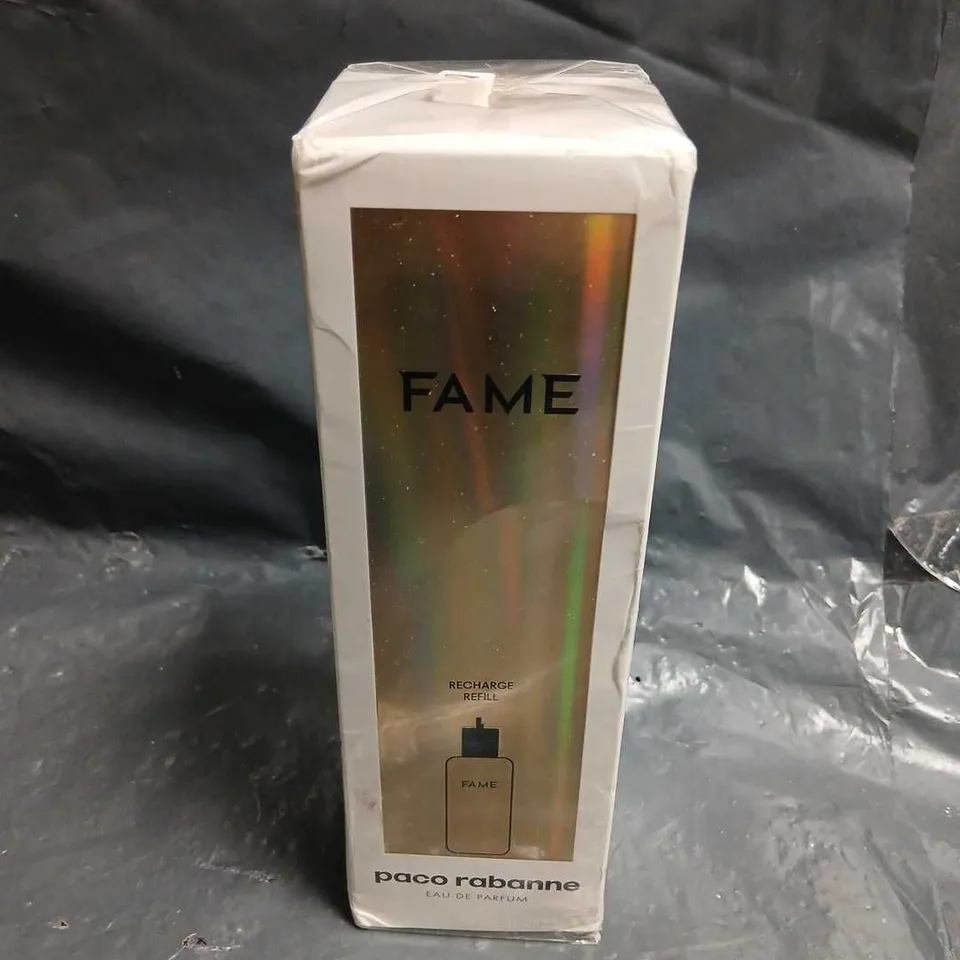 FAME
RECHARGE
REFILL
FAME
paco rabanne
EAU DE PARFUM